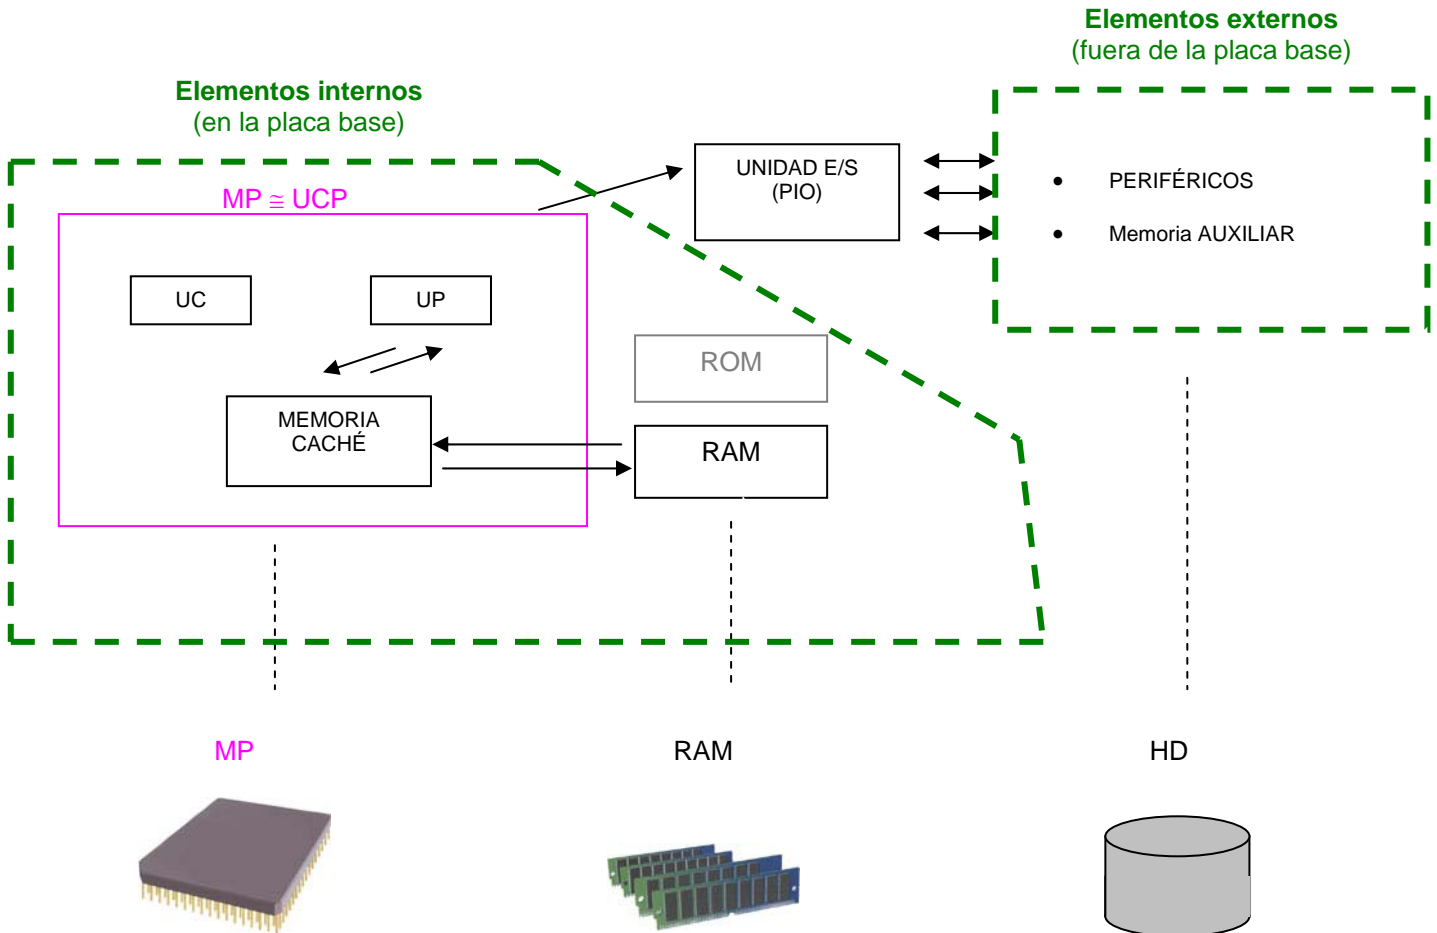 Elementos externos
(fuera de la placa base)
Elementos internos
(en la placa base)
UNIDAD E/S
(PIO)
• PERIFÉRICOS
• Memoria AUXILIAR
MP ≅ UCP
UC
UP
ROM
MEMORIA
CACHÉ
RAM
MP
RAM
HD